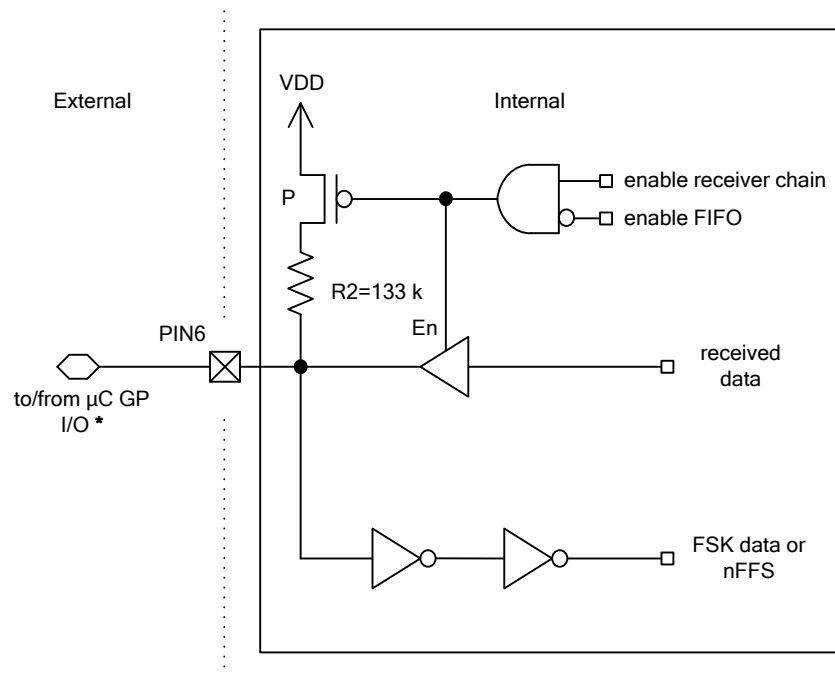 External
Internal
VDD
P
enable receiver chain
enable FIFO
R2=133 k
En
PIN6
received
data
to/from µC GP
I/O *
FSK data or
nFFS